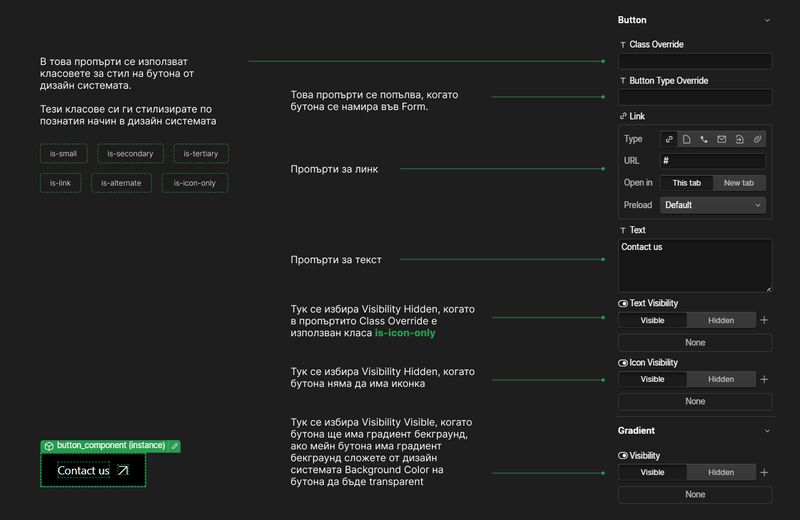 В това пропърти се използват
класовете за стил на бутона от
дизайн системата.
Тези класове си ги стилизирате по
познатия начин в дизайн системата
is-small
is-secondary
is-tertiary
is-link
is-alternate
is-icon-only
Това пропърти се попълва, когато
бутона се намира във Form.
Пропърти за линк
Пропърти за текст
Тук се избира Visibility Hidden, когато
в пропъртито Class Override е
използван класа is-icon-only
Тук се избира Visibility Hidden, когато
бутона няма да има иконка
Тук се избира Visibility Visible, когато
бутона ще има градиент бекграунд,
ако мейн бутона има градиент
бекграунд сложете от дизайн
системата Background Color на
бутона да бъде transparent
button_component (instance)
Contact us
Button
Class Override
Button Type Override
Link
Type
URL
#
Open in
This tab
New tab
Preload
Default
Text
Contact us
Text Visibility
Visible
Hidden
None
Icon Visibility
Visible
Hidden
None
Gradient
Visibility
Visible
Hidden
None